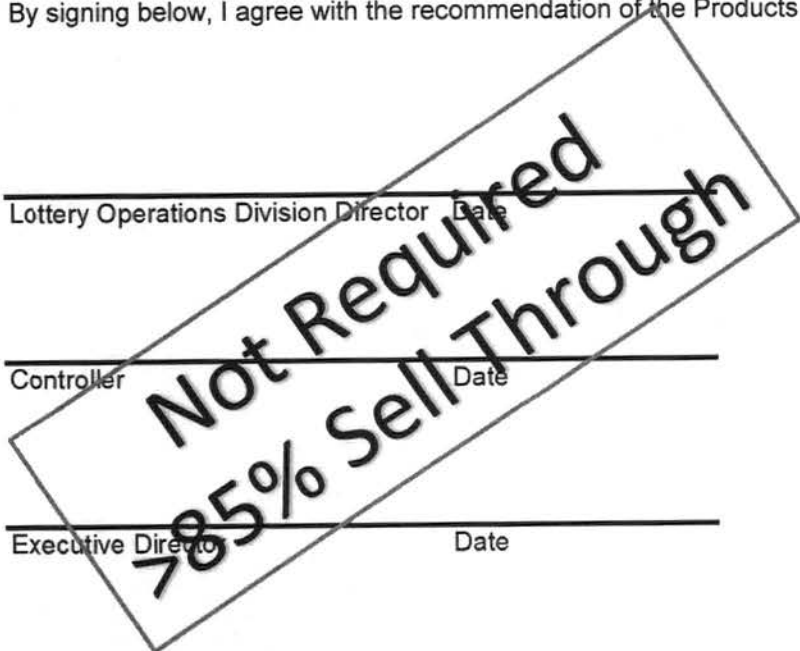 By signing below, I agree with the recommendation of the Products
Lottery Operations Division Director Date
Controller Date
Executive Director Date
Not Required
>85% Sell Through